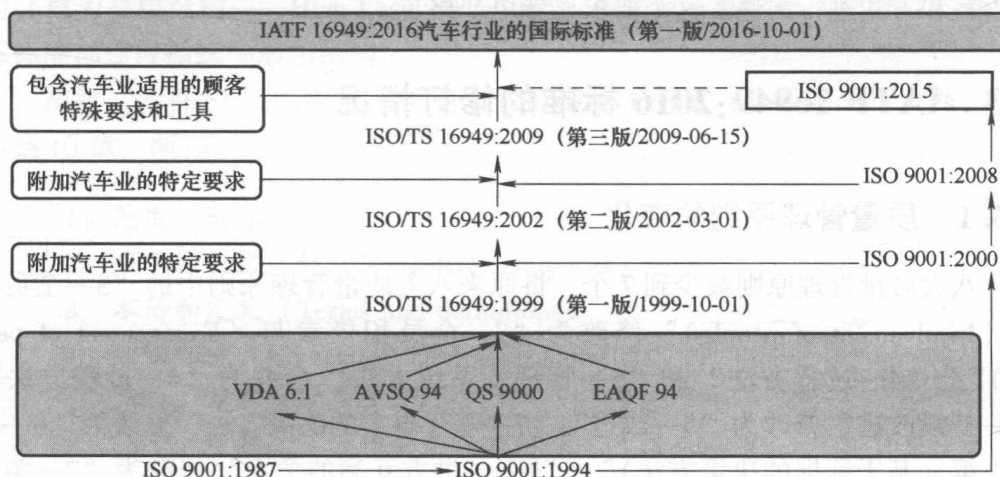 IATF 16949:2016汽车行业的国际标准（第一版/2016-10-01）
包含汽车业适用的顾客
特殊要求和工具
ISO 9001:2015
ISO/TS 16949:2009（第三版/2009-06-15）
附加汽车业的特定要求
ISO 9001:2008
ISO/TS 16949:2002（第二版/2002-03-01）
附加汽车业的特定要求
ISO 9001:2000
ISO/TS 16949:1999（第一版/1999-10-01）
VDA 6.1 AVSQ 94 QS 9000 EAQF 94
ISO 9001:1987 ISO 9001:1994